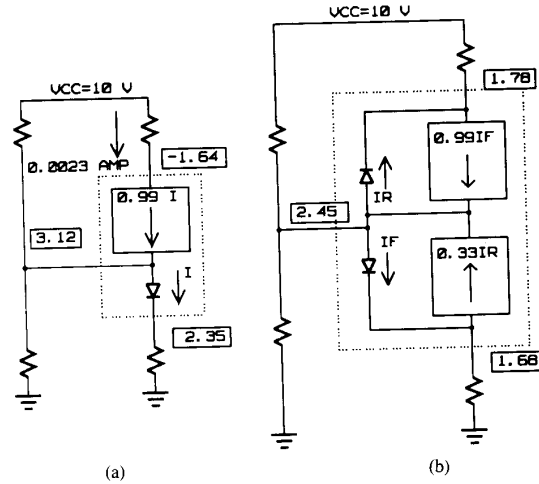 VCC=10 V
0.0023 AMP
-1.64
0.99 I
3.12
I
2.35
(a)
VCC=10 V
1.78
0.99IF
IR
2.45
IF
0.33IR
1.68
(b)